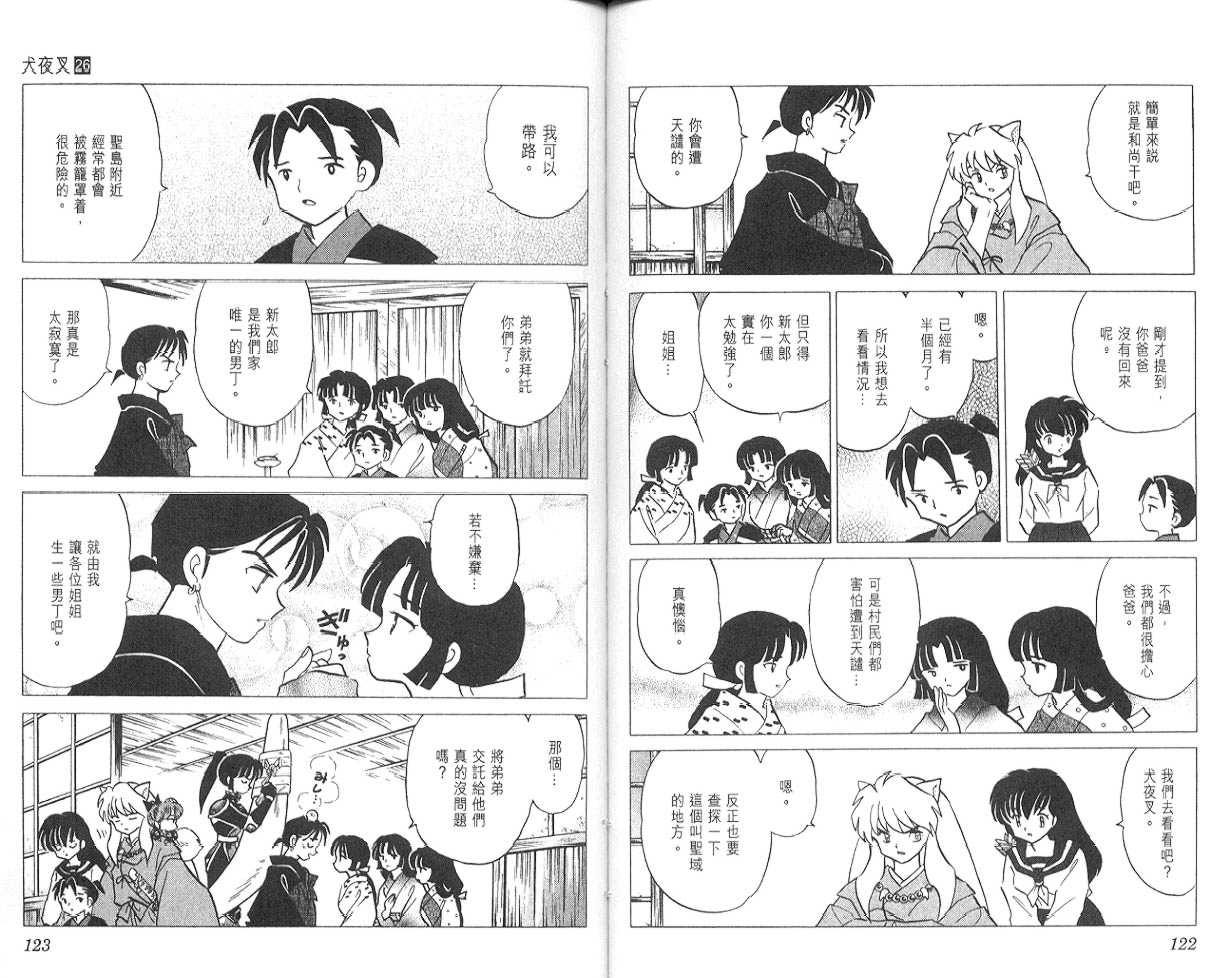 簡單來說
就是和尚干吧。
你會遭
天譴的。
剛才提到，
你爸爸
沒有回來
呢。
嗯。
已經有
半個月了。
所以我想去
看看情況…
但只得
新太郎
你一個
實在
太勉強了。
姐姐…
不過，
我們都很擔心
爸爸。
可是村民們都
害怕遭到天譴…
真懊惱。
我們去看看吧？
犬夜叉。
嗯。
反正也要
查探一下
這個叫聖域
的地方。
122
犬夜叉26
我可以
帶路。
聖島附近
經常都會
被霧籠罩着，
很危險的。
弟弟就拜託
你們了。
新太郎
是我們家
唯一的男丁。
那真是
太寂寞了。
若不嫌棄…
ぎゅっ
就由我
讓各位姐姐
生一些男丁吧。
那個…
將弟弟
交託給他們
真的沒問題
嗎？
みし…
123